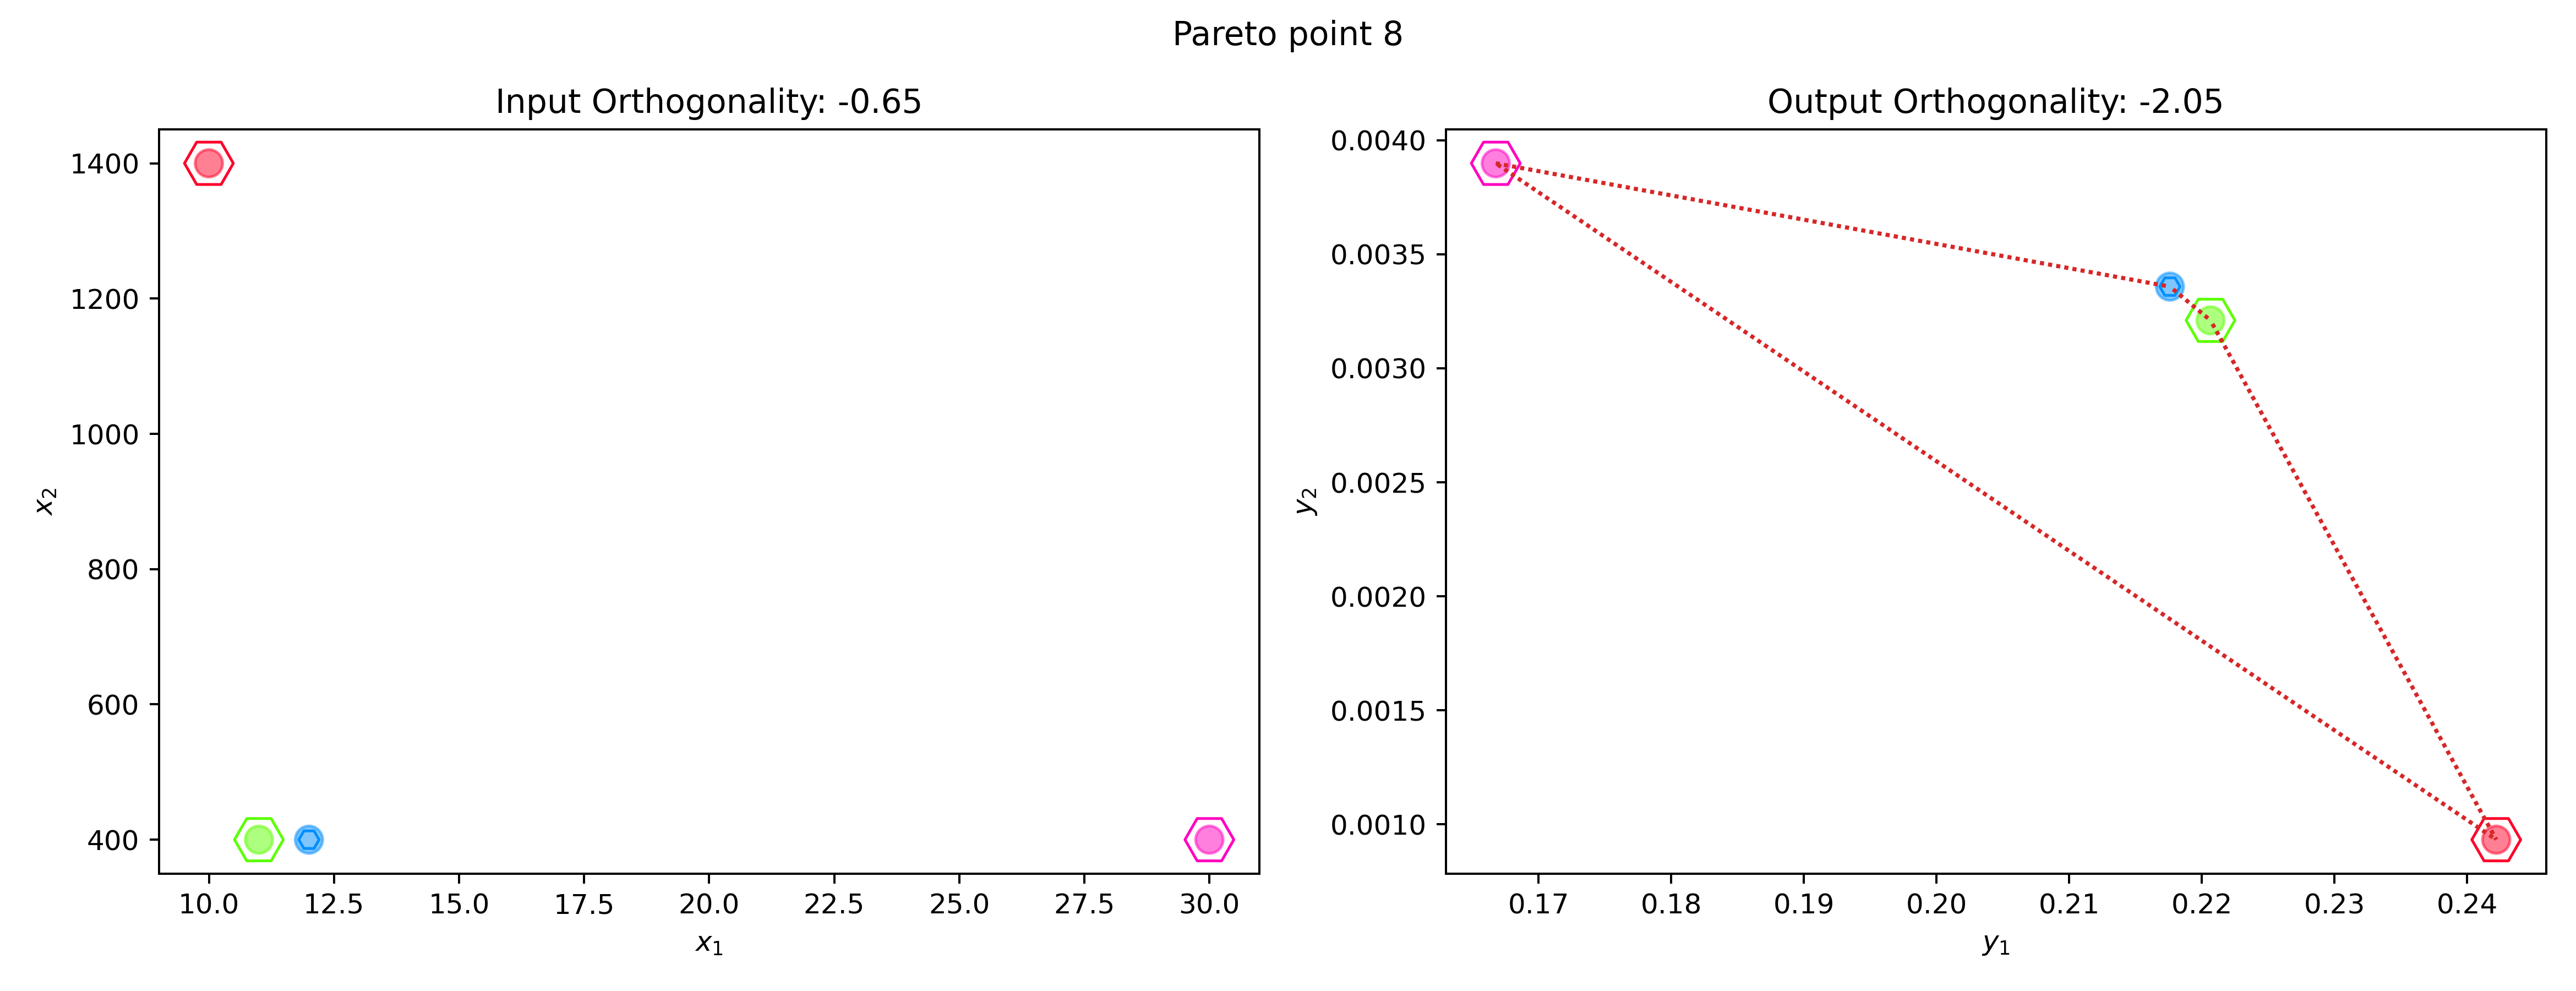 Pareto point 8
Input Orthogonality: -0.65
1400
1200
1000
800
600
400
x₂
10.0 12.5 15.0 17.5 20.0 22.5 25.0 27.5 30.0
x₁
Output Orthogonality: -2.05
0.0040
0.0035
0.0030
0.0025
0.0020
0.0015
0.0010
y₂
0.17 0.18 0.19 0.20 0.21 0.22 0.23 0.24
y₁